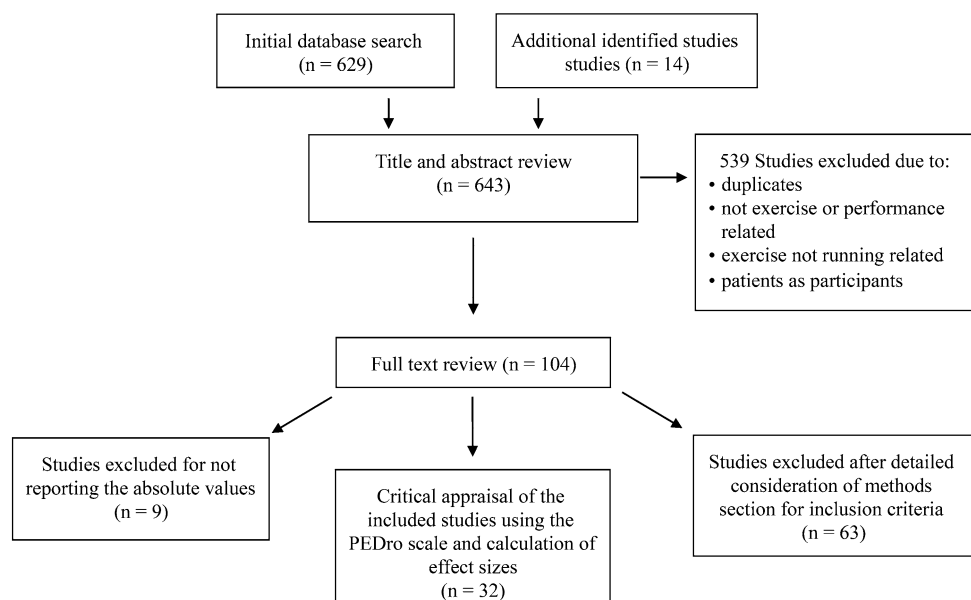 Initial database search
(n = 629)
Additional identified studies
studies (n = 14)
Title and abstract review
(n = 643)
539 Studies excluded due to:
• duplicates
• not exercise or performance
related
• exercise not running related
• patients as participants
Full text review (n = 104)
Studies excluded for not
reporting the absolute values
(n = 9)
Critical appraisal of the
included studies using the
PEDro scale and calculation of
effect sizes
(n = 32)
Studies excluded after detailed
consideration of methods
section for inclusion criteria
(n = 63)